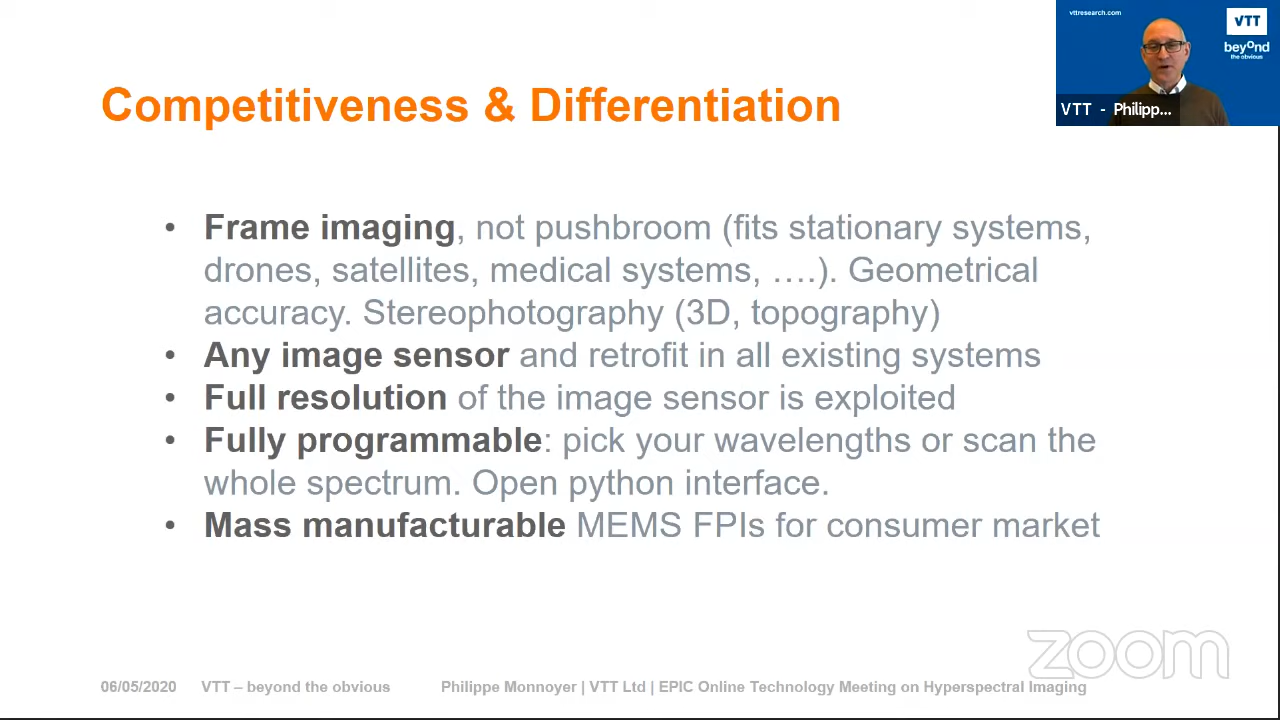 vttresearch.com
VTT
beyond
the obvious
VTT - Philipp...
Competitiveness & Differentiation
• Frame imaging, not pushbroom (fits stationary systems,
drones, satellites, medical systems, ….). Geometrical
accuracy. Stereophotography (3D, topography)
• Any image sensor and retrofit in all existing systems
• Full resolution of the image sensor is exploited
• Fully programmable: pick your wavelengths or scan the
whole spectrum. Open python interface.
• Mass manufacturable MEMS FPIs for consumer market
zoom
06/05/2020 VTT – beyond the obvious Philippe Monnoyer | VTT Ltd | EPIC Online Technology Meeting on Hyperspectral Imaging